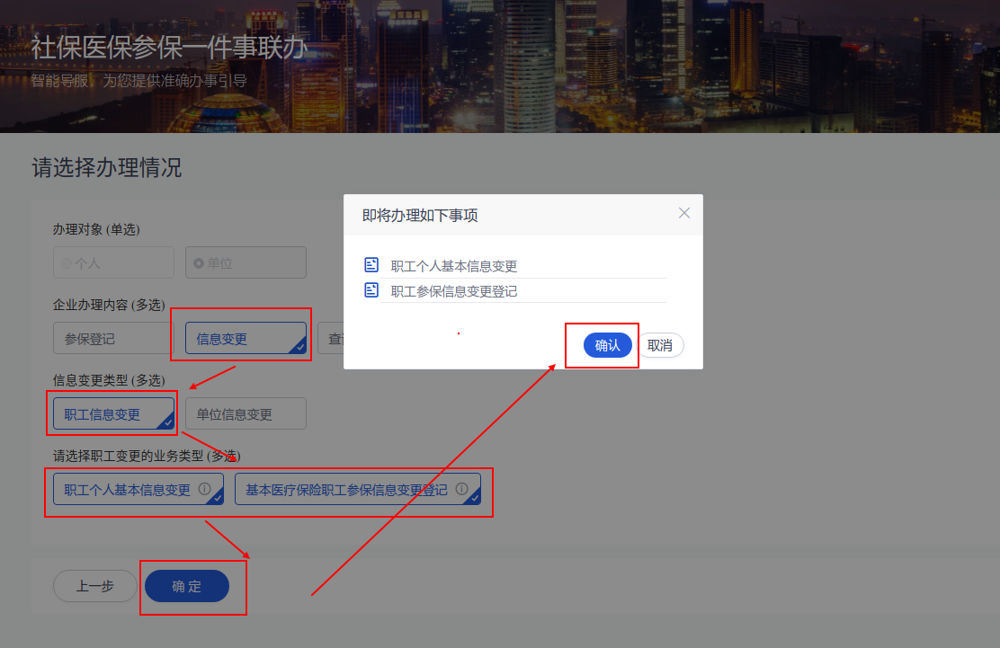 社保医保参保一件事联办
智能导服，为您提供准确办事引导
请选择办理情况
办理对象 (单选)
个人 单位
企业办理内容 (多选)
参保登记 信息变更
信息变更类型 (多选)
职工信息变更 单位信息变更
请选择职工变更的业务类型 (多选)
职工个人基本信息变更 基本医疗保险职工参保信息变更登记
上一步 确 定
即将办理如下事项
职工个人基本信息变更
职工参保信息变更登记
确认 取消